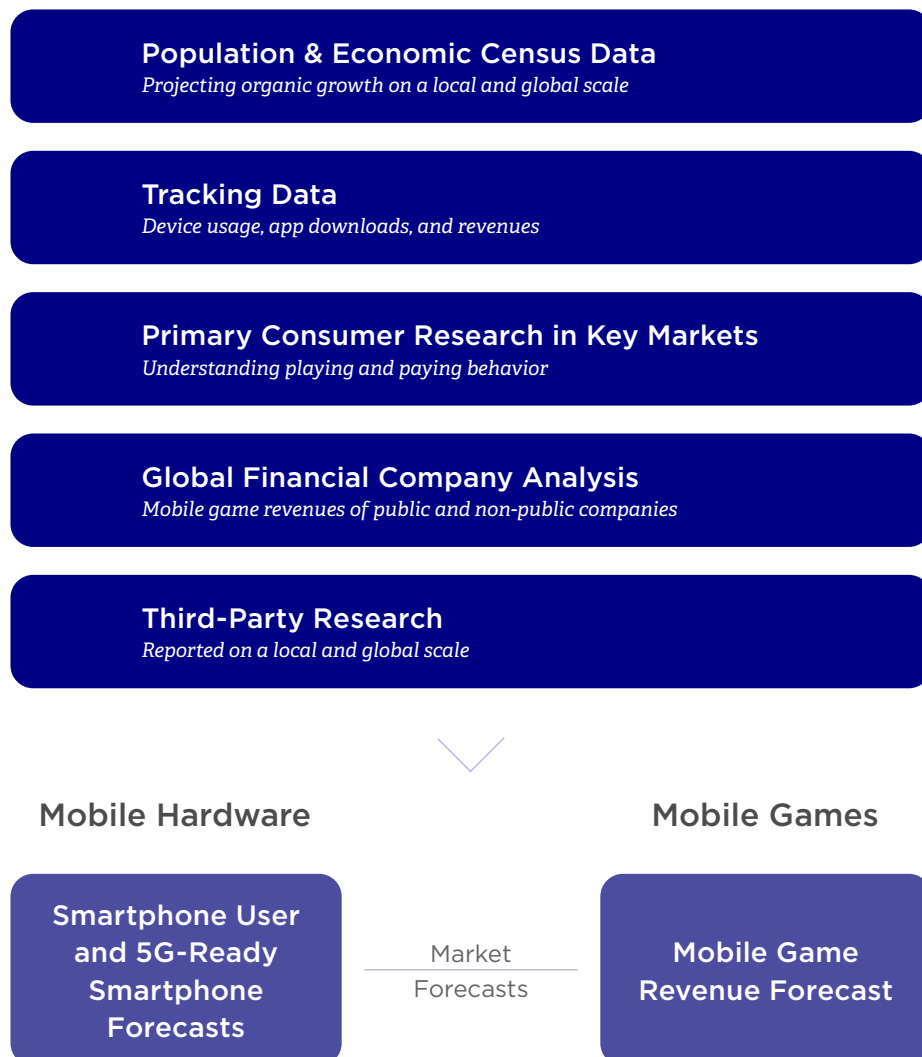 Population & Economic Census Data
Projecting organic growth on a local and global scale
Tracking Data
Device usage, app downloads, and revenues
Primary Consumer Research in Key Markets
Understanding playing and paying behavior
Global Financial Company Analysis
Mobile game revenues of public and non-public companies
Third-Party Research
Reported on a local and global scale
Mobile Hardware
Mobile Games
Smartphone User
and 5G-Ready
Smartphone
Forecasts
Market
Forecasts
Mobile Game
Revenue Forecast